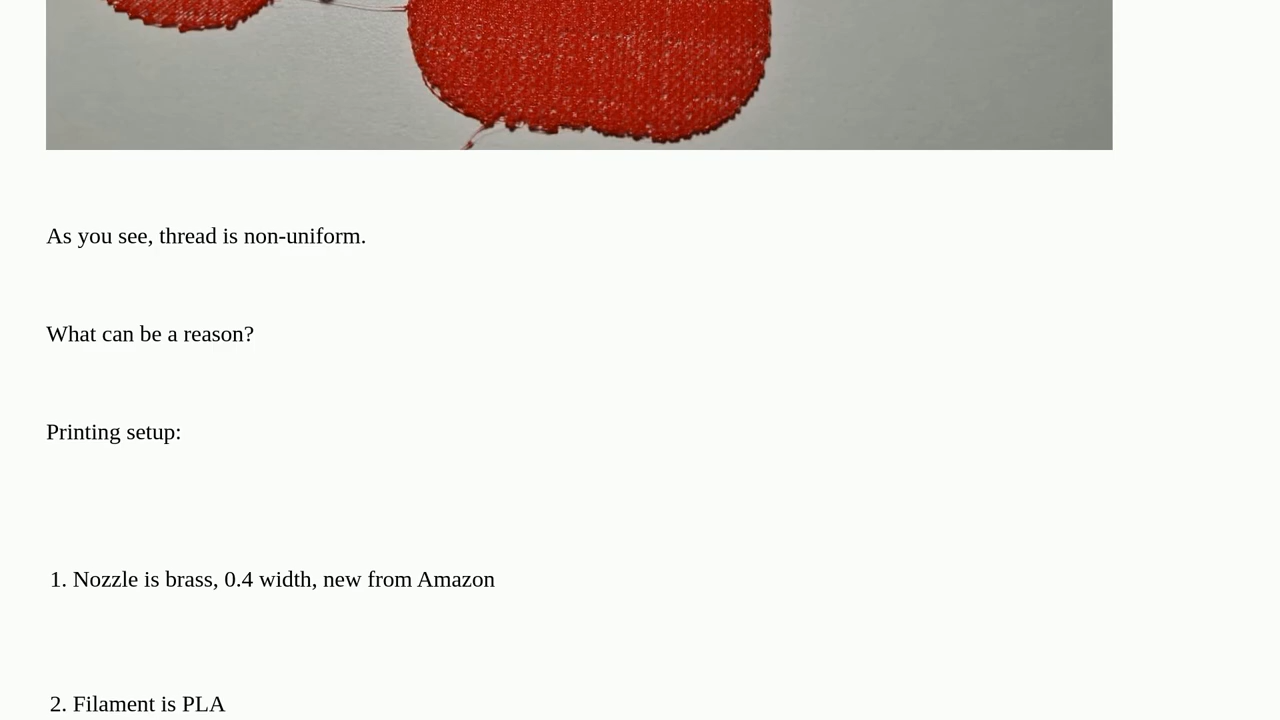 As you see, thread is non-uniform.
What can be a reason?
Printing setup:
1. Nozzle is brass, 0.4 width, new from Amazon
2. Filament is PLA